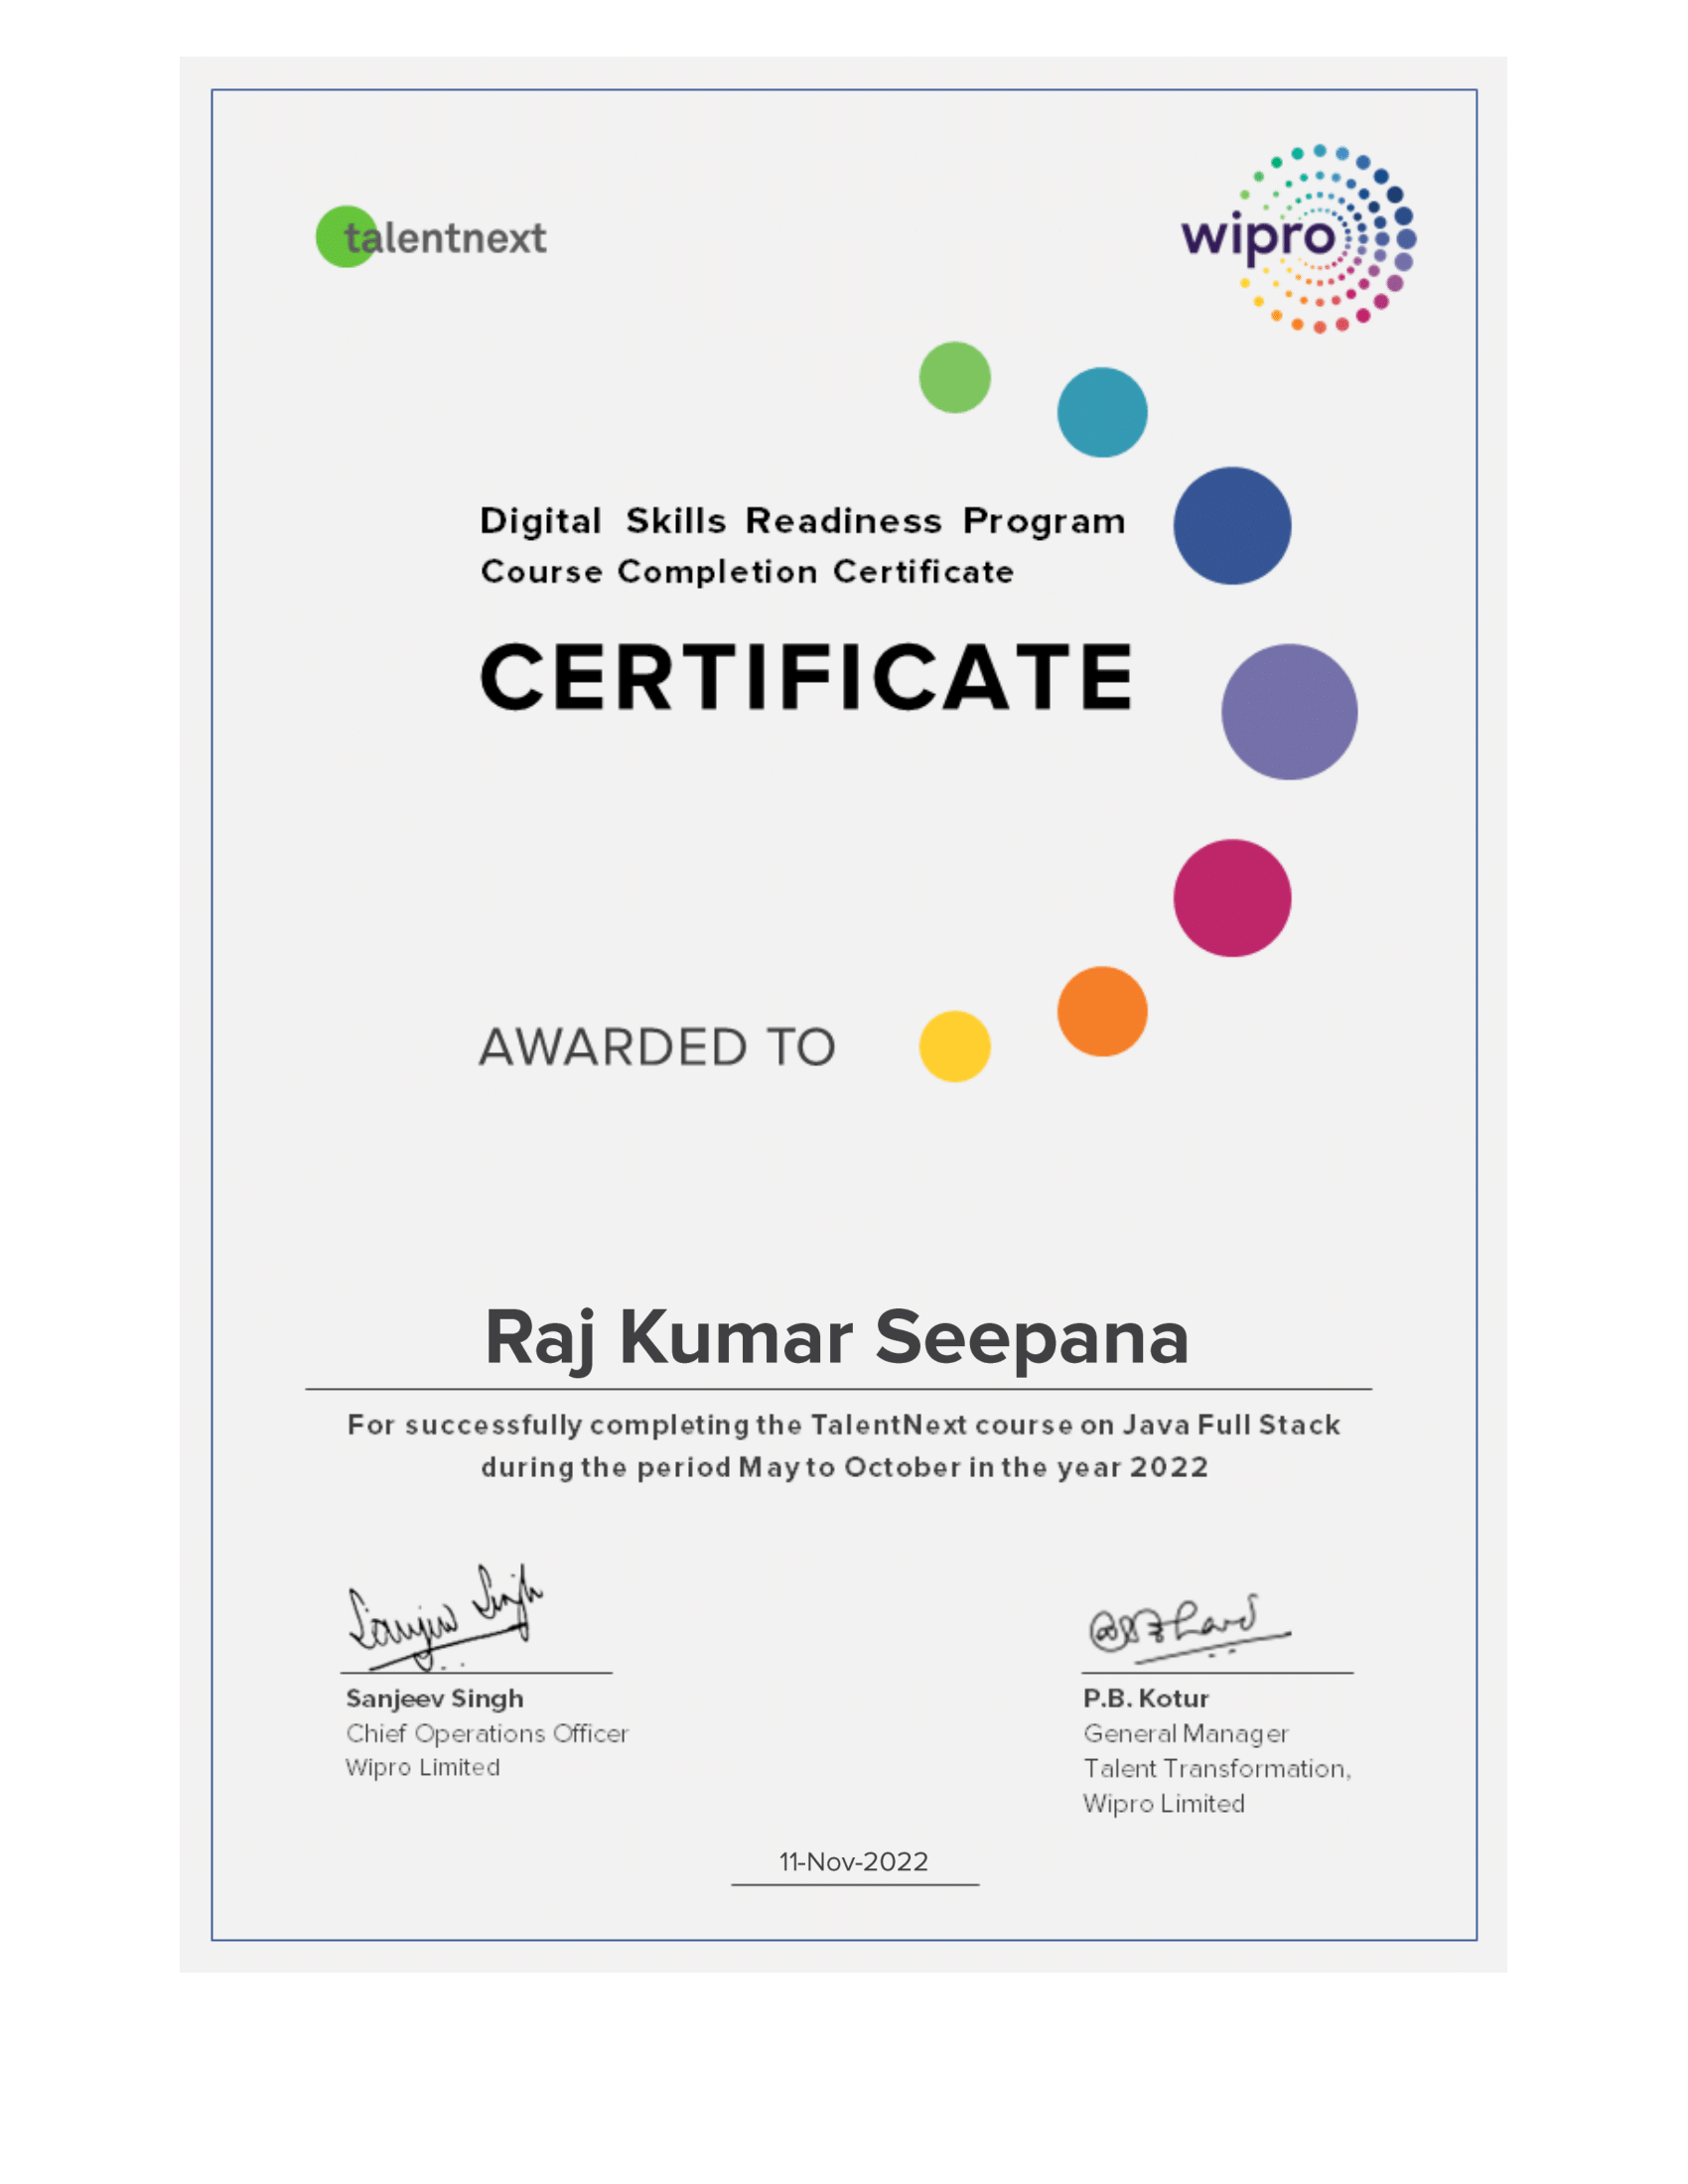 talentnext
wipro
Digital Skills Readiness Program
Course Completion Certificate
CERTIFICATE
AWARDED TO
Raj Kumar Seepana
For successfully completing the TalentNext course on Java Full Stack
during the period May to October in the year 2022
Sanjeev Singh
Sanjeev Singh
Chief Operations Officer
Wipro Limited
P.B. Kotur
General Manager
Talent Transformation,
Wipro Limited
11-Nov-2022